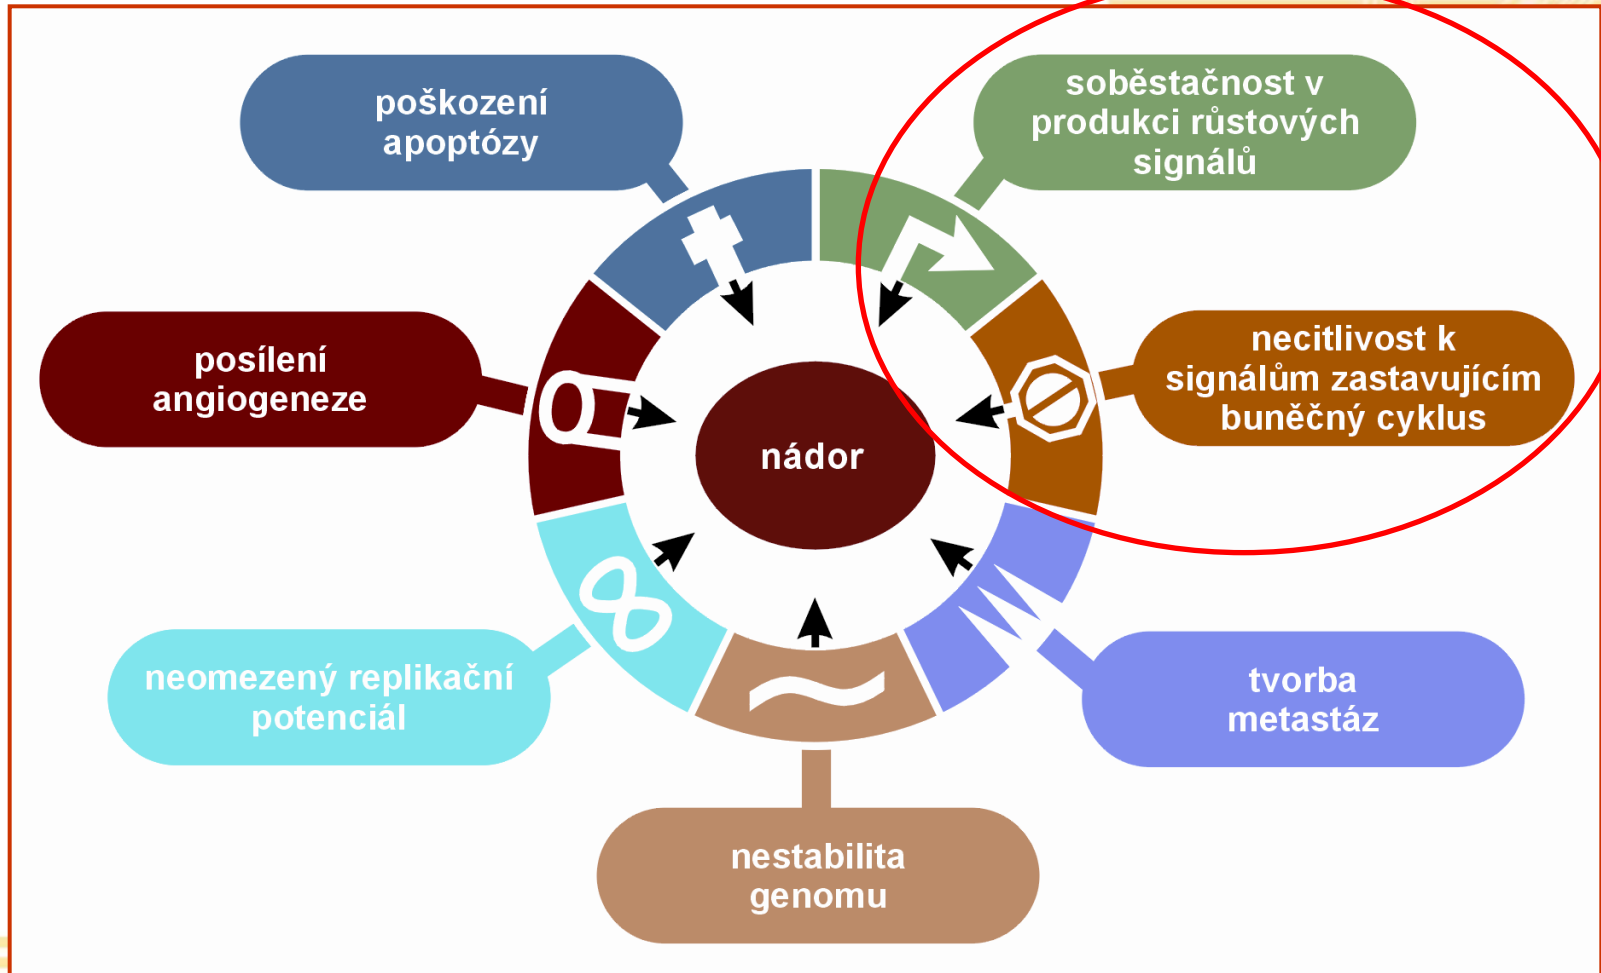 poškození
apoptózy
soběstačnost v
produkci růstových
signálů
posílení
angiogeneze
necitlivost k
signálům zastavujícím
buněčný cyklus
nádor
neomezený replikační
potenciál
tvorba
metastáz
nestabilita
genomu